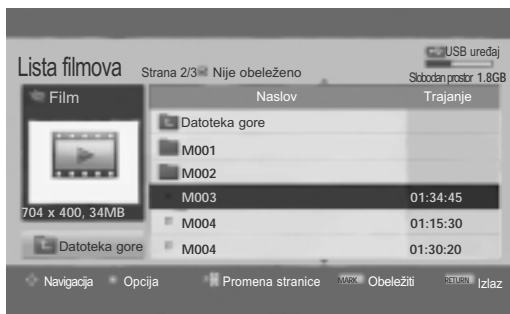 USB uređaj
Lista filmova Strana 2/3 Nije obeleženo
Slobodan prostor 1.8GB
Film
Naslov Trajanje
Datoteka gore
M001
M002
M003 01:34:45
704 x 400, 34MB
M004 01:15:30
Datoteka gore
M004 01:30:20
Navigacija Opcija Promena stranice MARK Obeležiti RETURN Izlaz